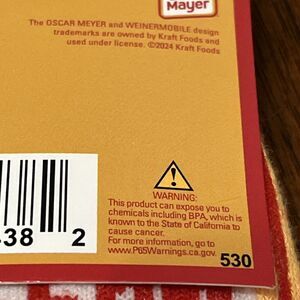 Mayer
The OSCAR MEYER and WEINERMOBILE design
trademarks are owned by Kraft Foods and
used under license. ©2024 Kraft Foods
WARNING:
This product can expose you to
chemicals including BPA, which is
known to the State of California to
cause cancer.
For more information, go to
www.P65Warnings.ca.gov.
38 2
530